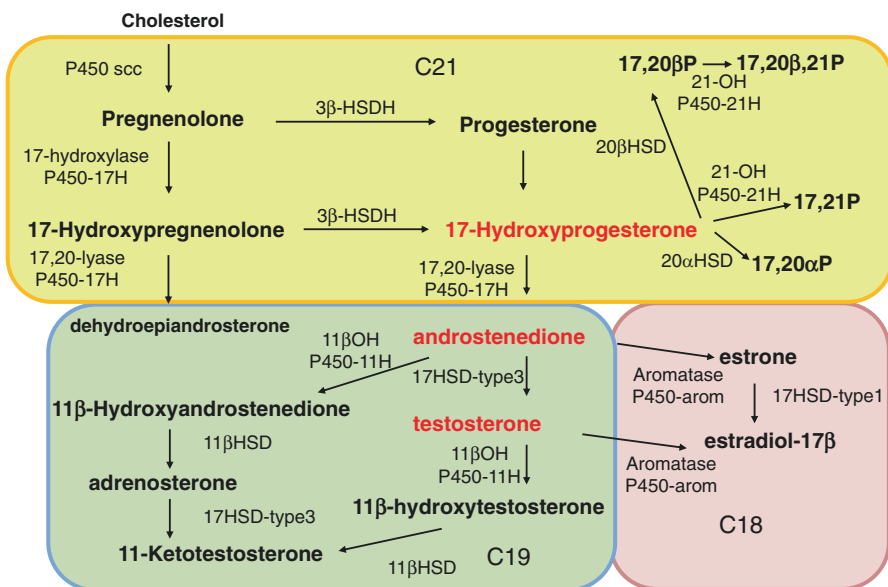 Cholesterol
P450 scc
C21
17,20βP
17,20β,21P
21-OH
P450-21H
Pregnenolone
3β-HSDH
Progesterone
20βHSD
17-hydroxylase
P450-17H
21-OH
P450-21H
17,21P
17-Hydroxypregnenolone
3β-HSDH
17-Hydroxyprogesterone
17,20-lyase
P450-17H
17,20-lyase
P450-17H
20αHSD
17,20αP
dehydroepiandrosterone
androstenedione
11βOH
P450-11H
17HSD-type3
estrone
Aromatase
P450-arom
17HSD-type1
11β-Hydroxyandrostenedione
testosterone
estradiol-17β
11βHSD
11βOH
P450-11H
Aromatase
P450-arom
adrenosterone
11β-hydroxytestosterone
17HSD-type3
C18
11-Ketotestosterone
11βHSD
C19